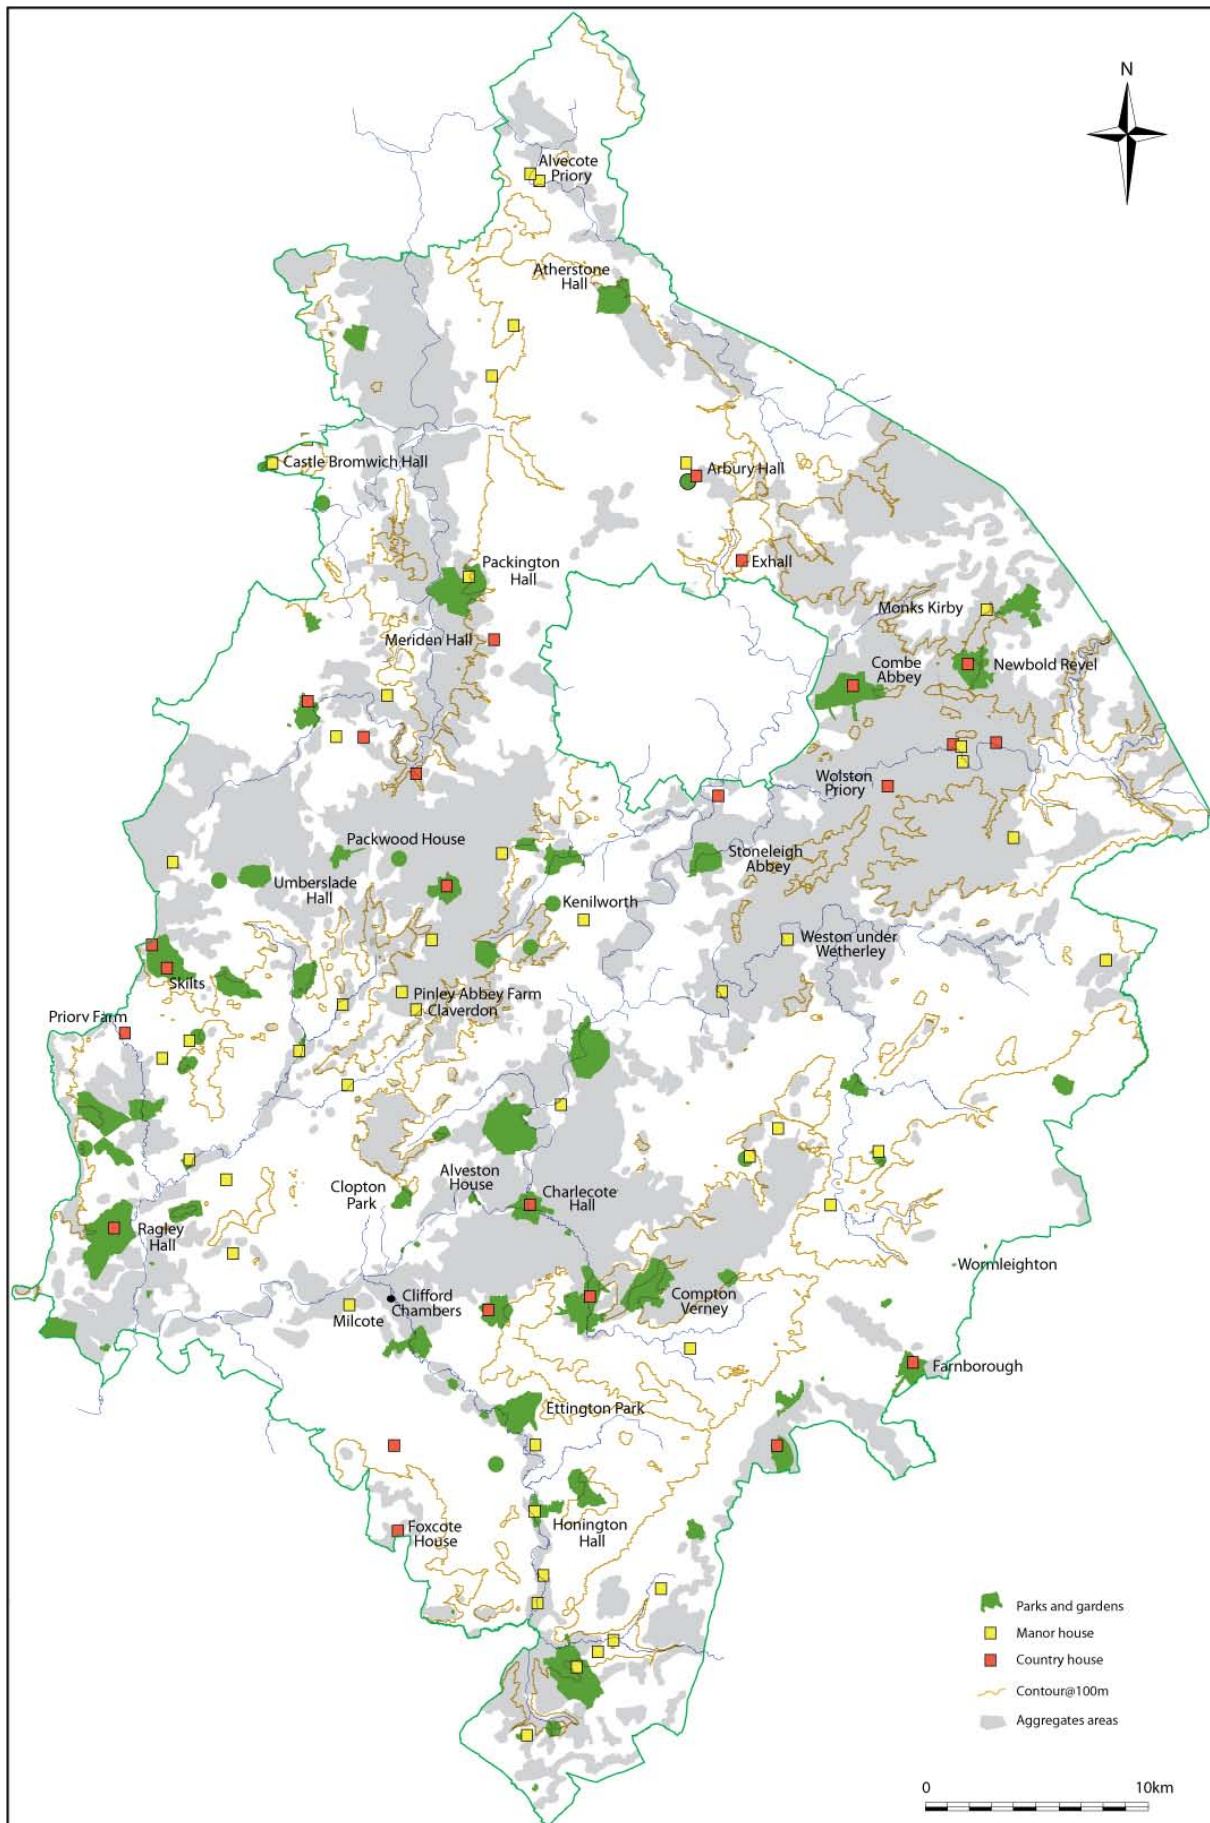 N
Alvecote
Priory
Atherstone
Hall
Castle Bromwich Hall
Arbury Hall
Exhall
Packington
Hall
Monks Kirby
Meriden Hall
Combe
Abbey
Newbold Revel
Wolston
Priory
Packwood House
Stoneleigh
Abbey
Umberslade
Hall
Kenilworth
Weston under
Wetherley
Skilts
Pinley Abbey Farm
Claverdon
Priory Farm
Alveston
House
Clopton
Park
Charlecote
Hall
Ragley
Hall
Wormleighton
Clifford
Chambers
Compton
Verney
Milcote
Farnborough
Ettington Park
Foxcote
House
Honington
Hall
Parks and gardens
Manor house
Country house
Contour@100m
Aggregates areas
0 10km